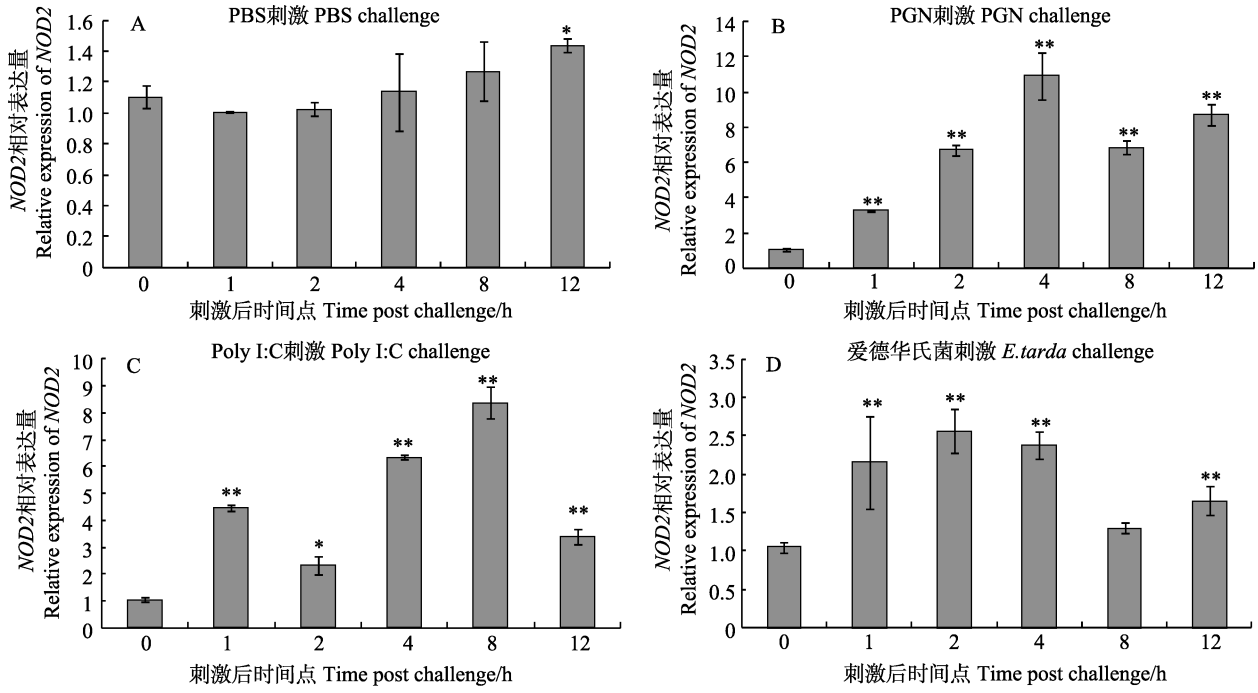 A
PBS刺激 PBS challenge
NOD2相对表达量
Relative expression of NOD2
1.6
1.4
1.2
1.0
0.8
0.6
0.4
0.2
0
*
0 1 2 4 8 12
刺激后时间点 Time post challenge/h
B
PGN刺激 PGN challenge
NOD2相对表达量
Relative expression of NOD2
14
12
10
8
6
4
2
0
** ** ** ** **
0 1 2 4 8 12
刺激后时间点 Time post challenge/h
C
Poly I:C刺激 Poly I:C challenge
NOD2相对表达量
Relative expression of NOD2
10
9
8
7
6
5
4
3
2
1
0
** * ** ** **
0 1 2 4 8 12
刺激后时间点 Time post challenge/h
D
爱德华氏菌刺激 E.tarda challenge
NOD2相对表达量
Relative expression of NOD2
3.5
3.0
2.5
2.0
1.5
1.0
0.5
0
** ** ** **
0 1 2 4 8 12
刺激后时间点 Time post challenge/h